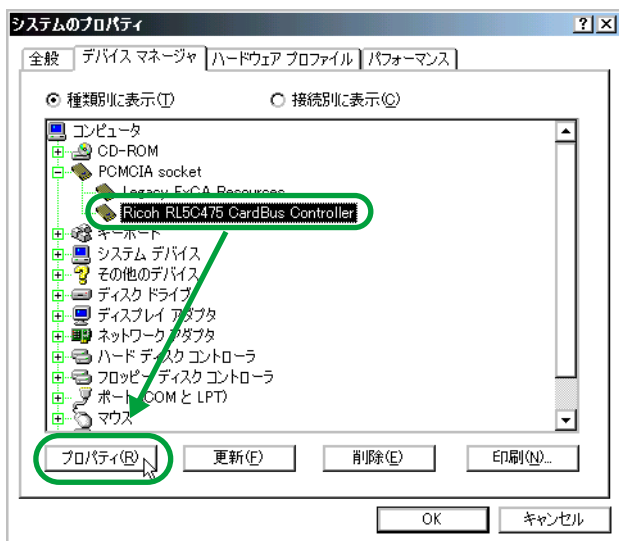 システムのプロパティ
全般 デバイス マネージャ ハードウェア プロファイル パフォーマンス
種類別に表示(T) 接続別に表示(C)
コンピュータ
CD-ROM
PCMCIA socket
Legacy ExCA Resources
Ricoh RL5C475 CardBus Controller
キーボード
システム デバイス
その他のデバイス
ディスク ドライブ
ディスプレイ アダプタ
ネットワーク アダプタ
ハード ディスク コントローラ
フロッピー ディスク コントローラ
ポート (COM と LPT)
マウス
プロパティ(R) 更新(F) 削除(E) 印刷(N)...
OK キャンセル